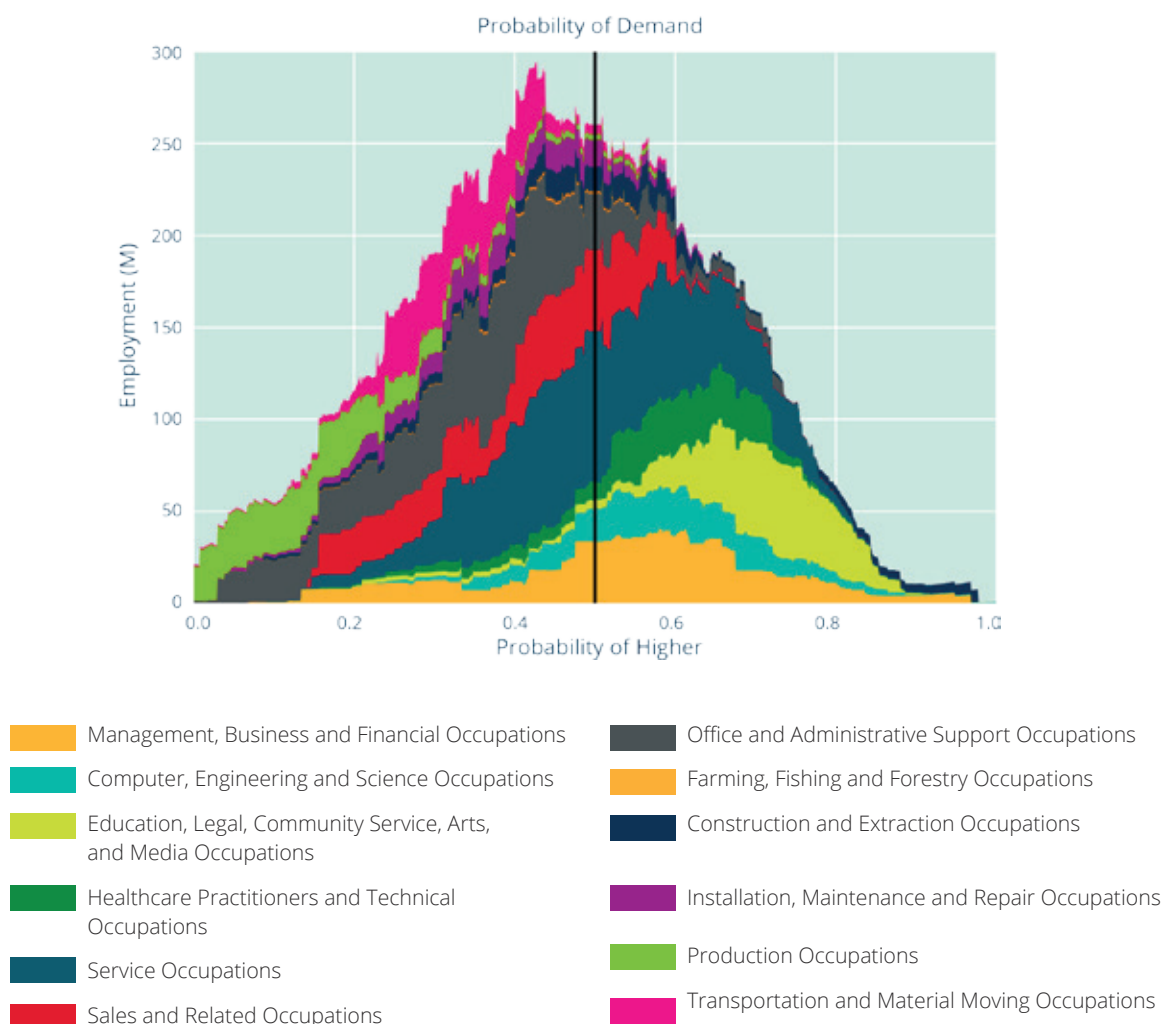 Probability of Demand
300
250
200
150
100
50
0
Employment (M)
0.0
0.2
0.4
0.6
0.8
1.0
Probability of Higher
Management, Business and Financial Occupations
Computer, Engineering and Science Occupations
Education, Legal, Community Service, Arts,
and Media Occupations
Healthcare Practitioners and Technical
Occupations
Service Occupations
Sales and Related Occupations
Office and Administrative Support Occupations
Farming, Fishing and Forestry Occupations
Construction and Extraction Occupations
Installation, Maintenance and Repair Occupations
Production Occupations
Transportation and Material Moving Occupations